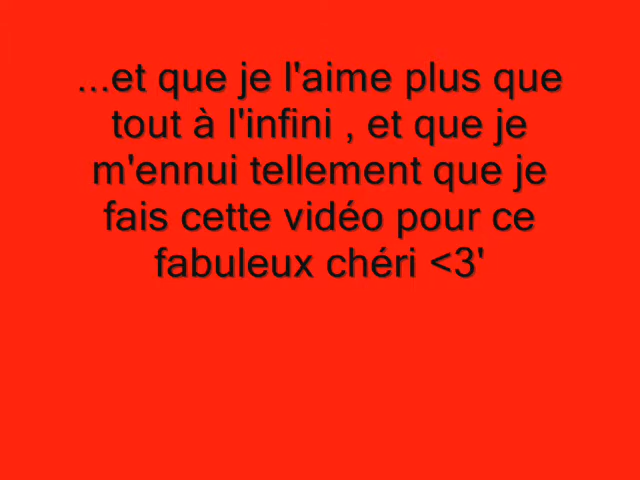 ...et que je l'aime plus que
tout à l'infini , et que je
m'ennui tellement que je
fais cette vidéo pour ce
fabuleux chéri <3'